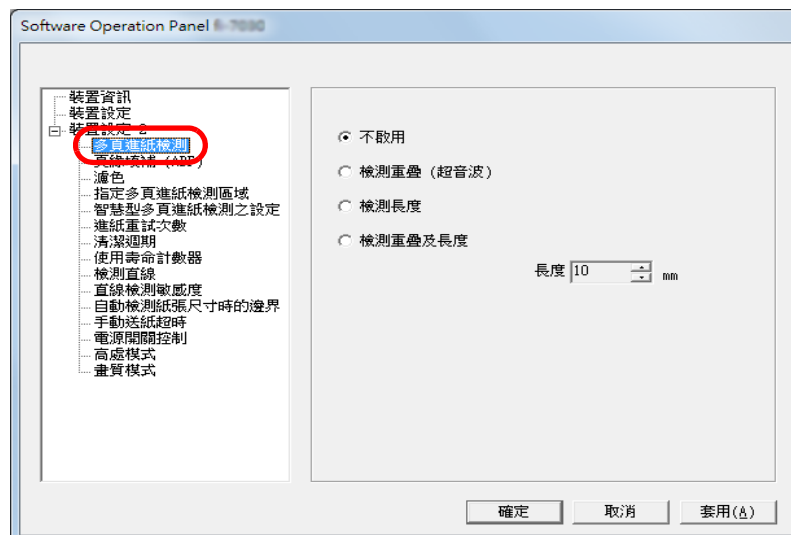 Software Operation Panel
裝置資訊
裝置設定
裝置設定 2
多頁進紙檢測
頁緣填補 (ADF)
濾色
指定多頁進紙檢測區域
智慧型多頁進紙檢測之設定
進紙重試次數
清潔週期
使用壽命計數器
檢測直線
直線檢測敏感度
自動檢測紙張尺寸時的邊界
手動送紙超時
電源開關控制
高處模式
畫質模式
不啟用
檢測重疊 (超音波)
檢測長度
檢測重疊及長度
長度 10 mm
確定 取消 套用(A)